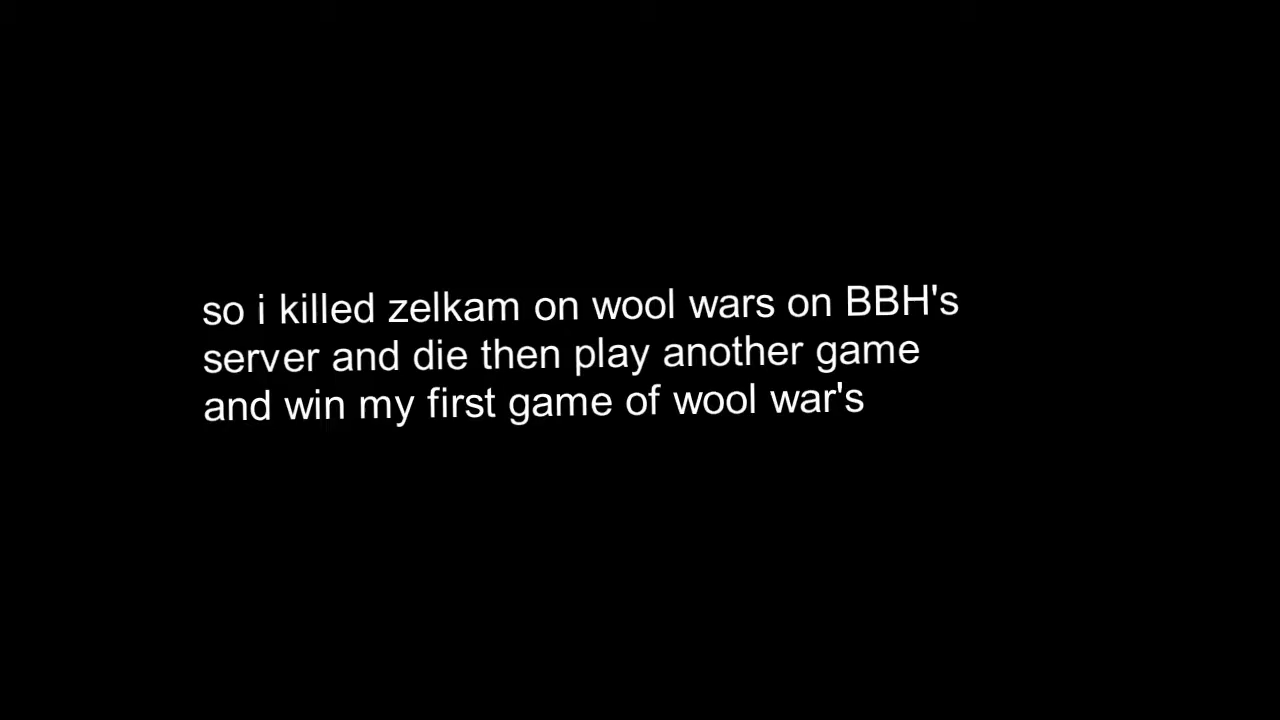 so i killed zelkam on wool wars on BBH's
server and die then play another game
and win my first game of wool war's